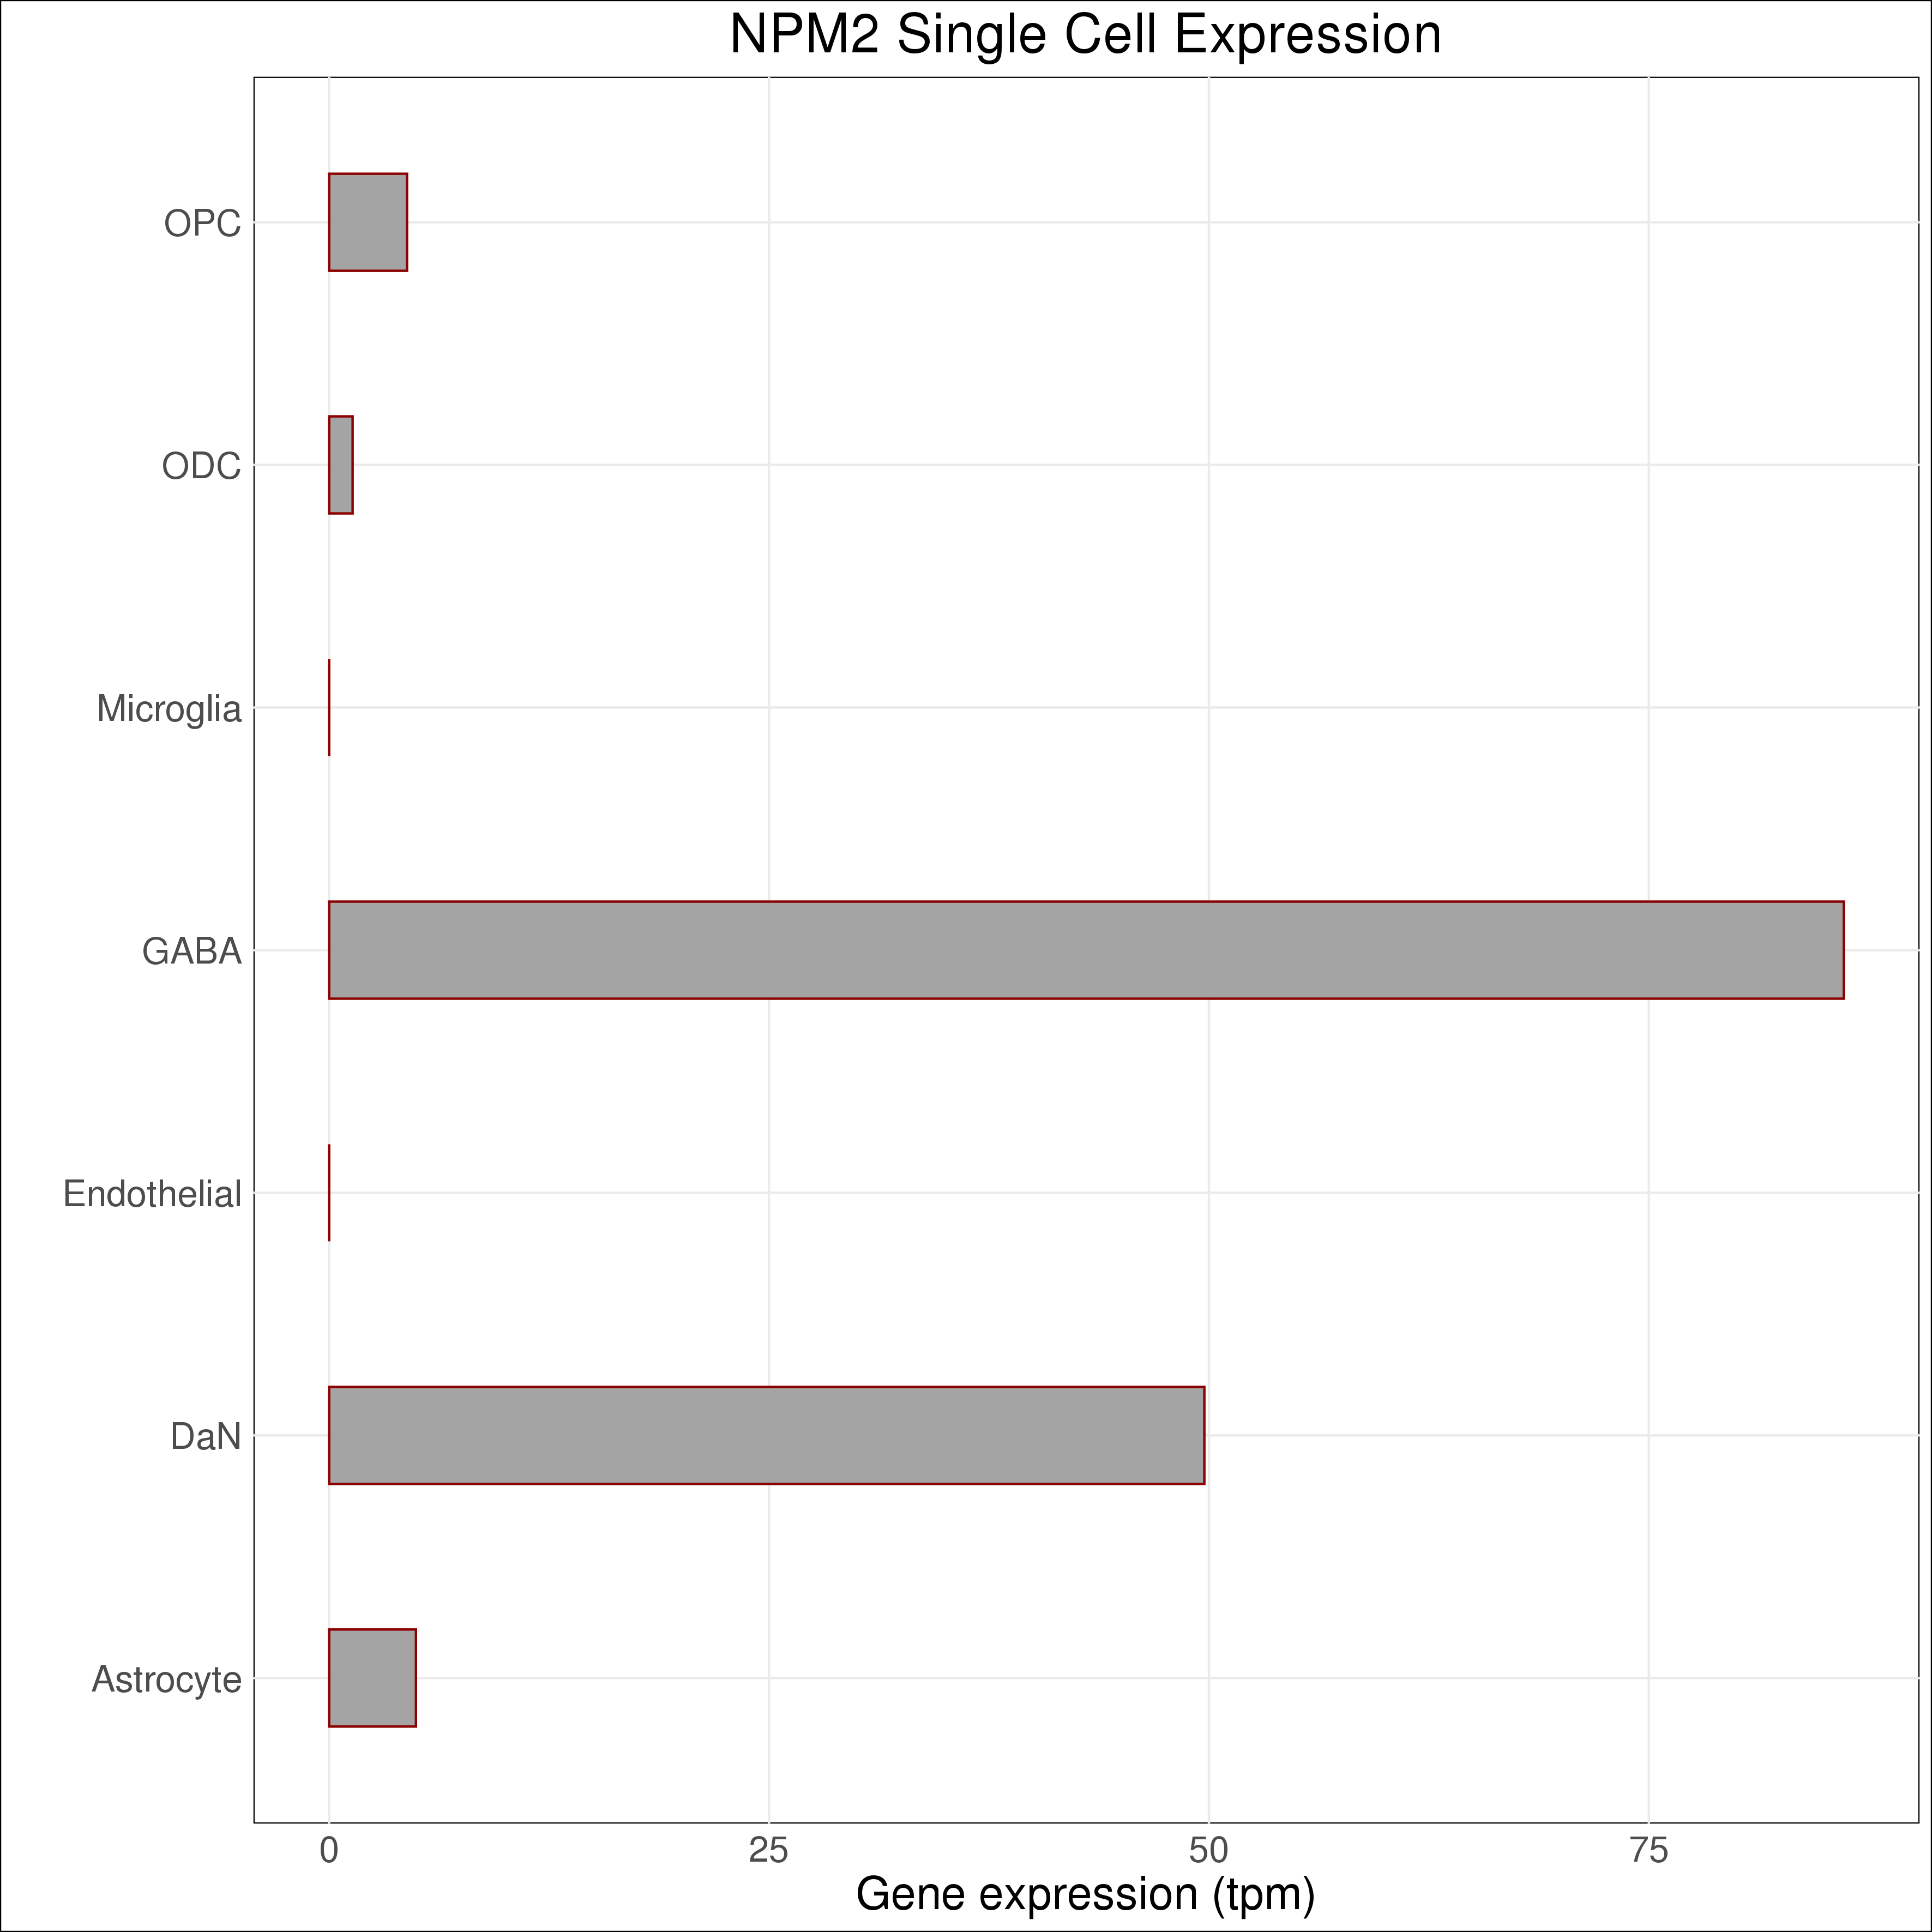 NPM2 Single Cell Expression
OPC
ODC
Microglia
GABA
Endothelial
DaN
Astrocyte
0 25 50 75
Gene expression (tpm)